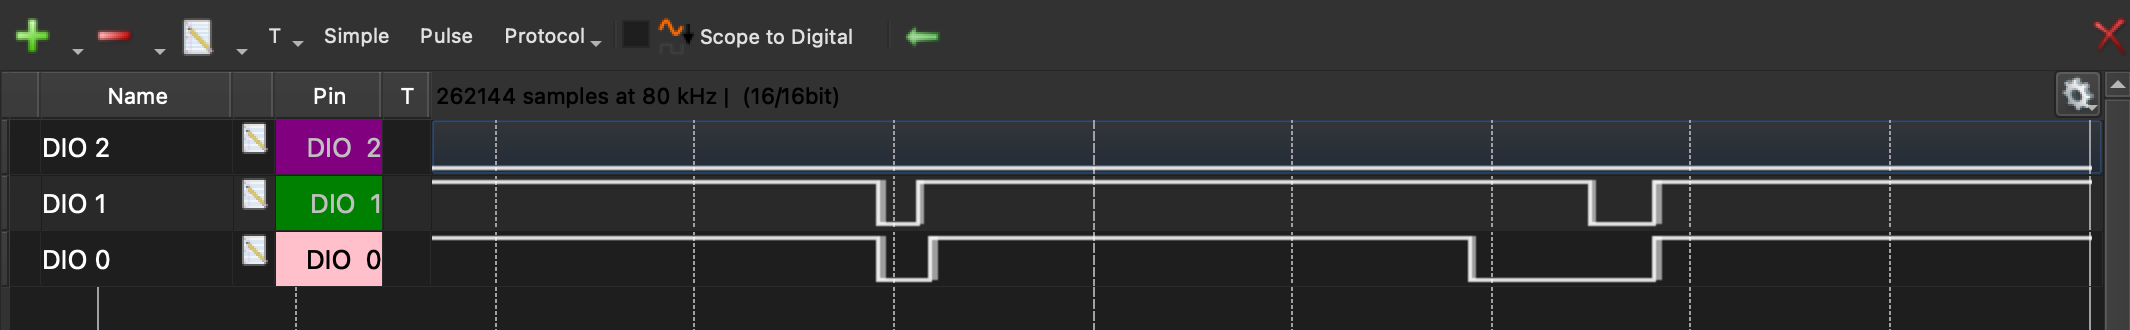 T Simple Pulse Protocol Scope to Digital
Name Pin T 262144 samples at 80 kHz | (16/16bit)
DIO 2 DIO 2
DIO 1 DIO 1
DIO 0 DIO 0